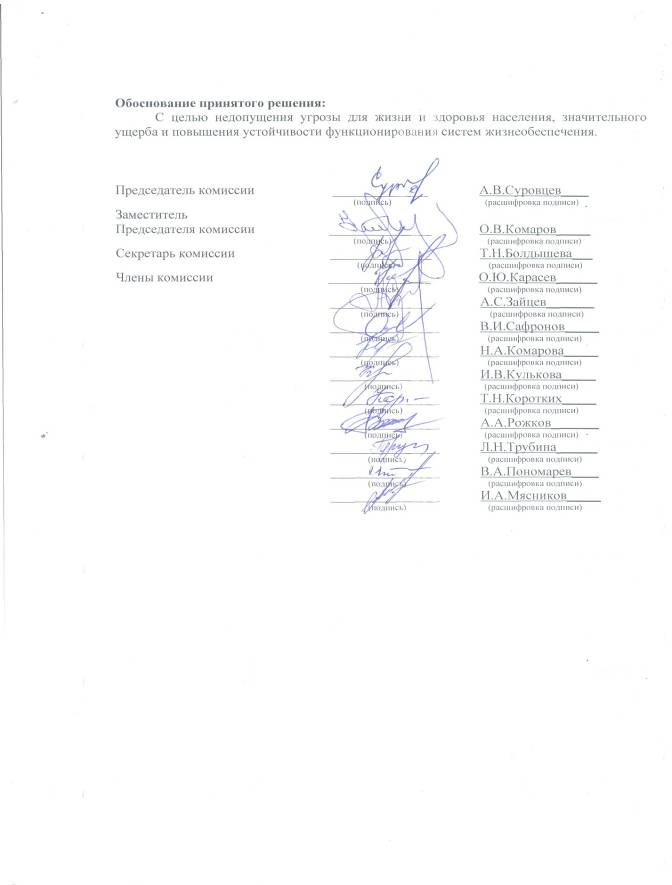 Обоснование принятого решения:
С целью недопущения угрозы для жизни и здоровья населения, значительного
ущерба и повышения устойчивости функционирования систем жизнеобеспечения.
Председатель комиссии А.В.Суровцев
(подпись) (расшифровка подписи)
Заместитель
Председателя комиссии О.В.Комаров
(подпись) (расшифровка подписи)
Секретарь комиссии Т.Н.Болдышева
(подпись) (расшифровка подписи)
Члены комиссии О.Ю.Карасев
(подпись) (расшифровка подписи)
А.С.Зайцев
(подпись) (расшифровка подписи)
В.И.Сафронов
(подпись) (расшифровка подписи)
Н.А.Комарова
(подпись) (расшифровка подписи)
И.В.Кулькова
(подпись) (расшифровка подписи)
Т.Н.Коротких
(подпись) (расшифровка подписи)
А.А.Рожков
(подпись) (расшифровка подписи)
Л.Н.Трубина
(подпись) (расшифровка подписи)
В.А.Пономарев
(подпись) (расшифровка подписи)
И.А.Мясников
(подпись) (расшифровка подписи)